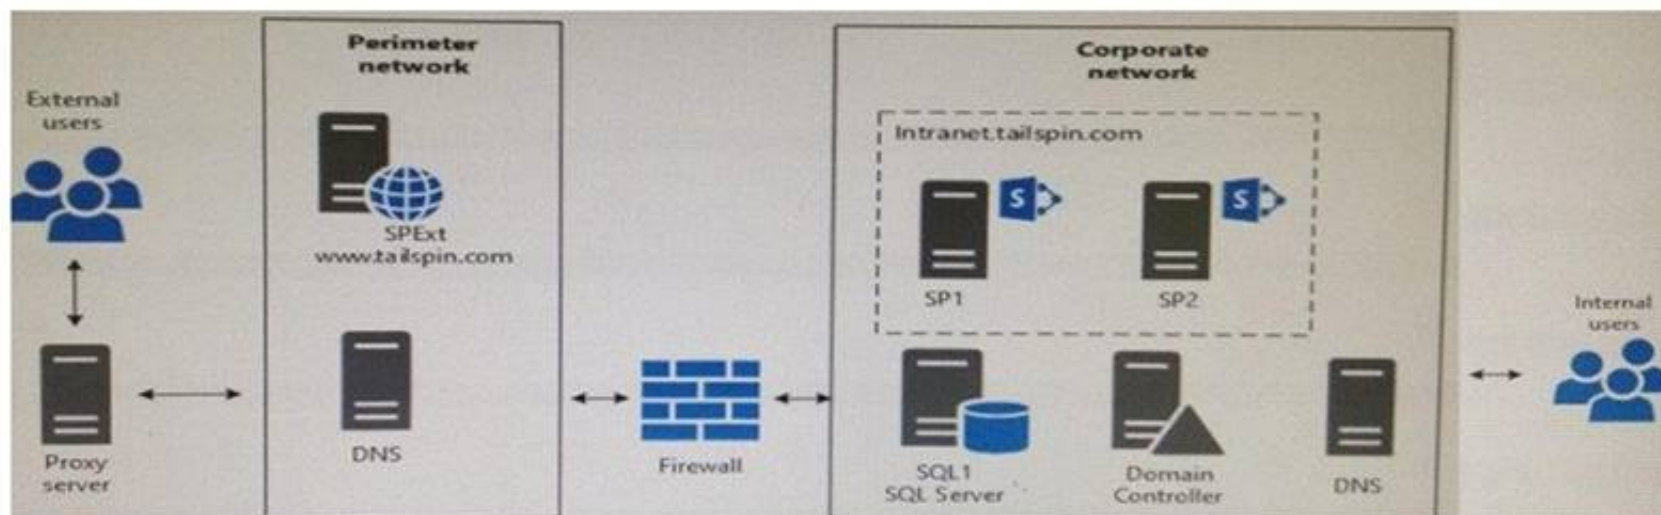 External
users
Proxy
server
Perimeter
network
SPExt
www.tailspin.com
DNS
Firewall
Corporate
network
Intranet.tailspin.com
S
SP1
S
SP2
SQL1
SQL Server
Domain
Controller
DNS
Internal
users